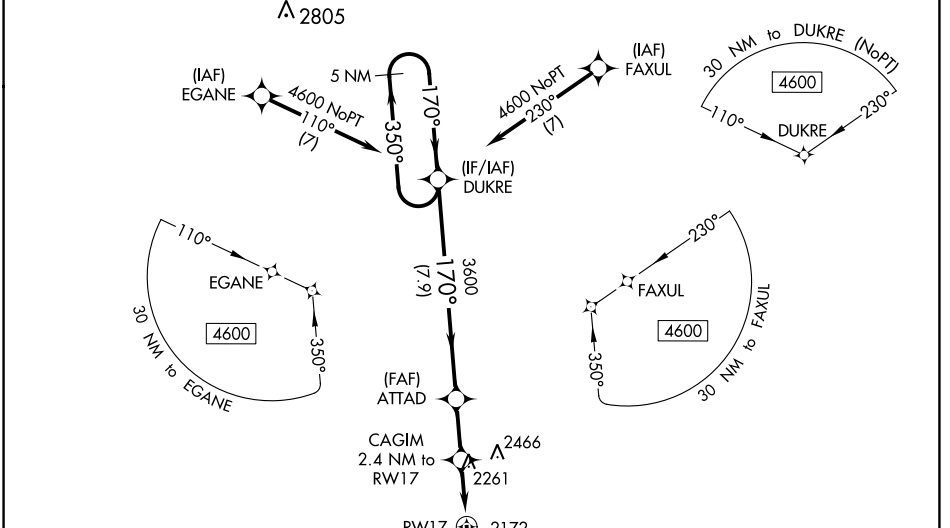 2805
(IAF)
EGANE
4600 NoPT
110°
(7)
5 NM
350°
170°
(IF/IAF)
DUKRE
(IAF)
FAXUL
4600 NoPT
230°
(7)
30 NM to DUKRE (NoPT)
4600
110°
230°
DUKRE
110°
EGANE
4600
350°
30 NM to EGANE
3600
170°
(7.9)
230°
FAXUL
4600
350°
30 NM to FAXUL
(FAF)
ATTAD
CAGIM
2.4 NM to
RW17
2466
2261
RW17
2172